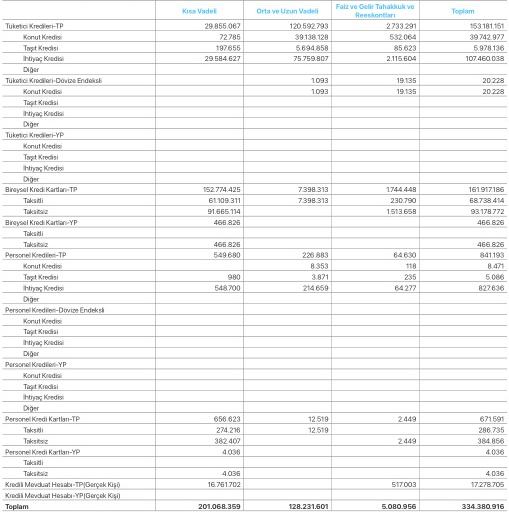 Kısa Vadeli Orta ve Uzun Vadeli Faiz ve Gelir Tahakkuk ve Reeskontları Toplam
Tüketici Kredileri-TP 29.855.067 120.592.793 2.733.291 153.181.151
Konut Kredisi 72.785 39.138.128 532.064 39.742.977
Taşıt Kredisi 197.655 5.694.858 85.623 5.978.136
İhtiyaç Kredisi 29.584.627 75.759.807 2.115.604 107.460.038
Diğer
Tüketici Kredileri-Dövize Endeksli 1.093 19.135 20.228
Konut Kredisi 1.093 19.135 20.228
Taşıt Kredisi
İhtiyaç Kredisi
Diğer
Tüketici Kredileri-YP
Konut Kredisi
Taşıt Kredisi
İhtiyaç Kredisi
Diğer
Bireysel Kredi Kartları-TP 152.774.425 7.398.313 1.744.448 161.917.186
Taksitli 61.109.311 7.398.313 230.790 68.738.414
Taksitsiz 91.665.114 1.513.658 93.178.772
Bireysel Kredi Kartları-YP 466.826 466.826
Taksitli
Taksitsiz 466.826 466.826
Personel Kredileri-TP 549.680 226.883 64.630 841.193
Konut Kredisi 8.353 118 8.471
Taşıt Kredisi 980 3.871 235 5.086
İhtiyaç Kredisi 548.700 214.659 64.277 827.636
Diğer
Personel Kredileri-Dövize Endeksli
Konut Kredisi
Taşıt Kredisi
İhtiyaç Kredisi
Diğer
Personel Kredileri-YP
Konut Kredisi
Taşıt Kredisi
İhtiyaç Kredisi
Diğer
Personel Kredi Kartları-TP 656.623 12.519 2.449 671.591
Taksitli 274.216 12.519 286.735
Taksitsiz 382.407 2.449 384.856
Personel Kredi Kartları-YP 4.036 4.036
Taksitli
Taksitsiz 4.036 4.036
Kredili Mevduat Hesabı-TP(Gerçek Kişi) 16.761.702 517.003 17.278.705
Kredili Mevduat Hesabı-YP(Gerçek Kişi)
Toplam 201.068.359 128.231.601 5.080.956 334.380.916